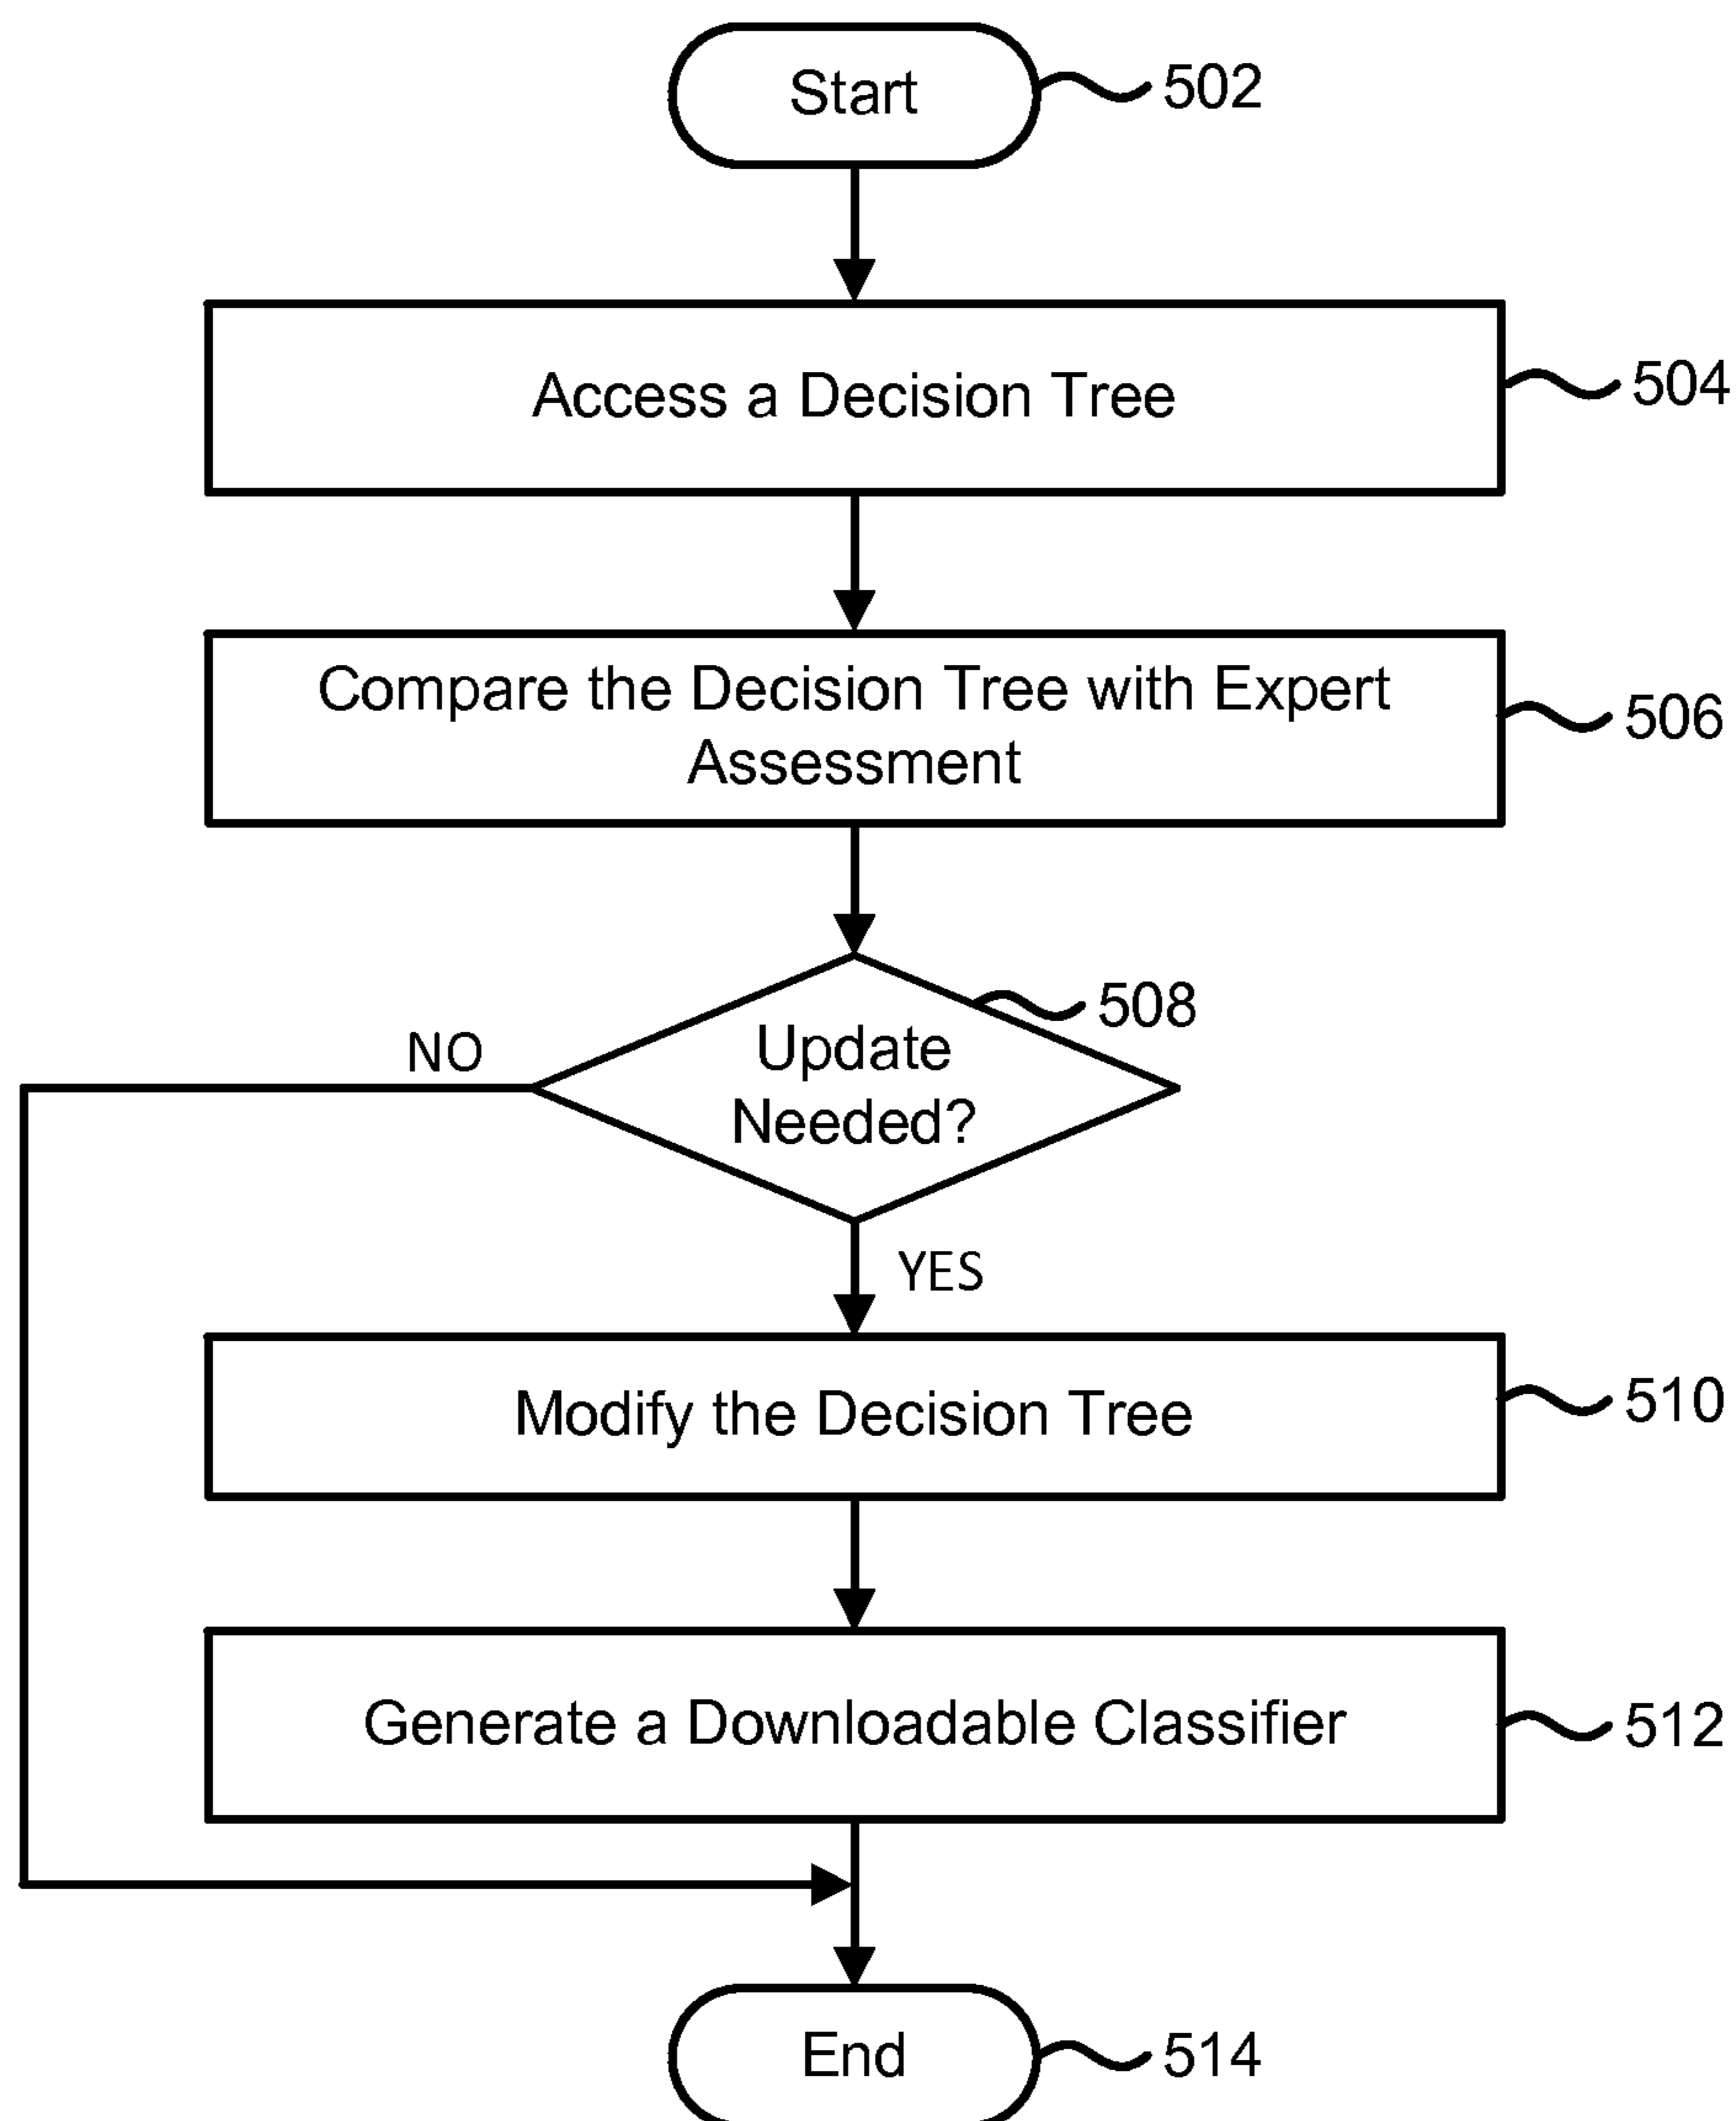 Start
502
Access a Decision Tree
504
Compare the Decision Tree with Expert
Assessment
506
508
Update
Needed?
NO
YES
Modify the Decision Tree
510
Generate a Downloadable Classifier
512
End
514